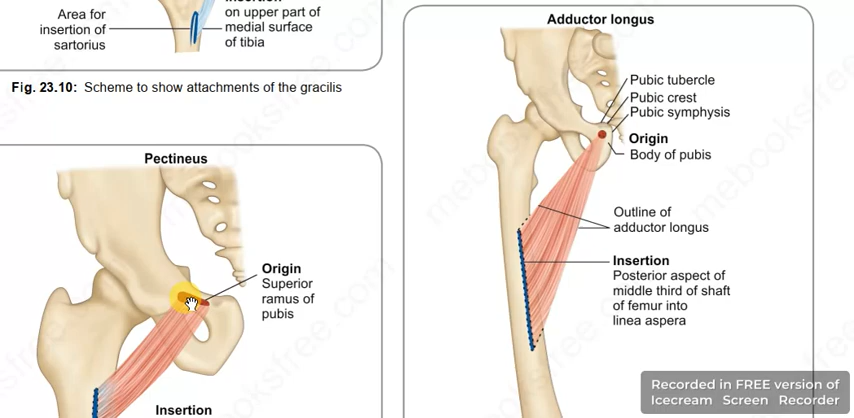 Area for
insertion of
sartorius
on upper part of
medial surface
of tibia
Fig. 23.10: Scheme to show attachments of the gracilis
Pectineus
Origin
Superior
ramus of
pubis
Insertion
Adductor longus
Pubic tubercle
Pubic crest
Pubic symphysis
Origin
Body of pubis
Outline of
adductor longus
Insertion
Posterior aspect of
middle third of shaft
of femur into
linea aspera
mebooksfree.com
Recorded in FREE version of
Icecream Screen Recorder